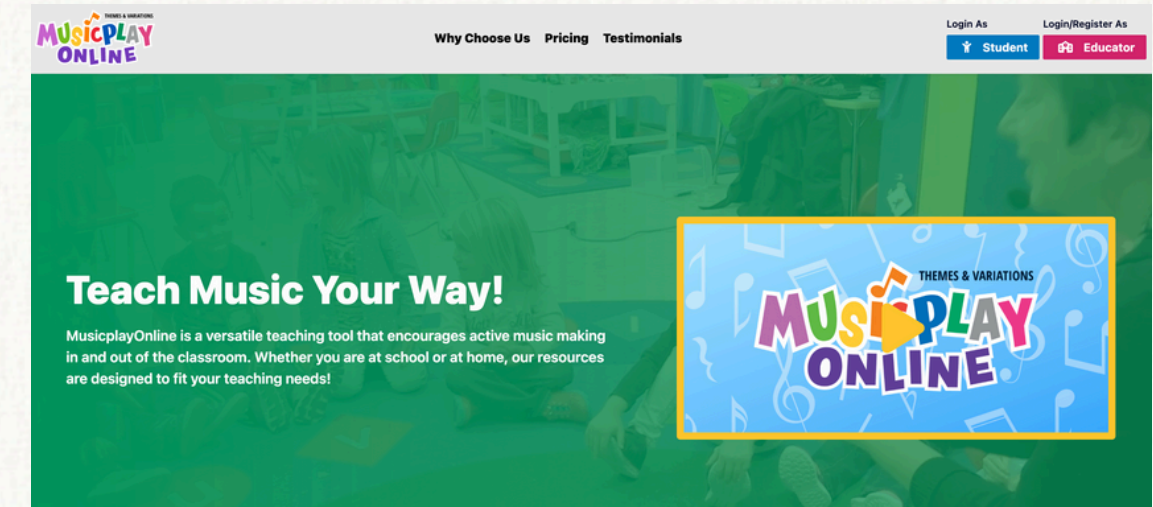 THEMES & VARIATIONS
MUSICPLAY
ONLINE
Why Choose Us Pricing Testimonials
Login As
Student
Login/Register As
Educator
Teach Music Your Way!
MusicplayOnline is a versatile teaching tool that encourages active music making
in and out of the classroom. Whether you are at school or at home, our resources
are designed to fit your teaching needs!
THEMES & VARIATIONS
MUSICPLAY
ONLINE